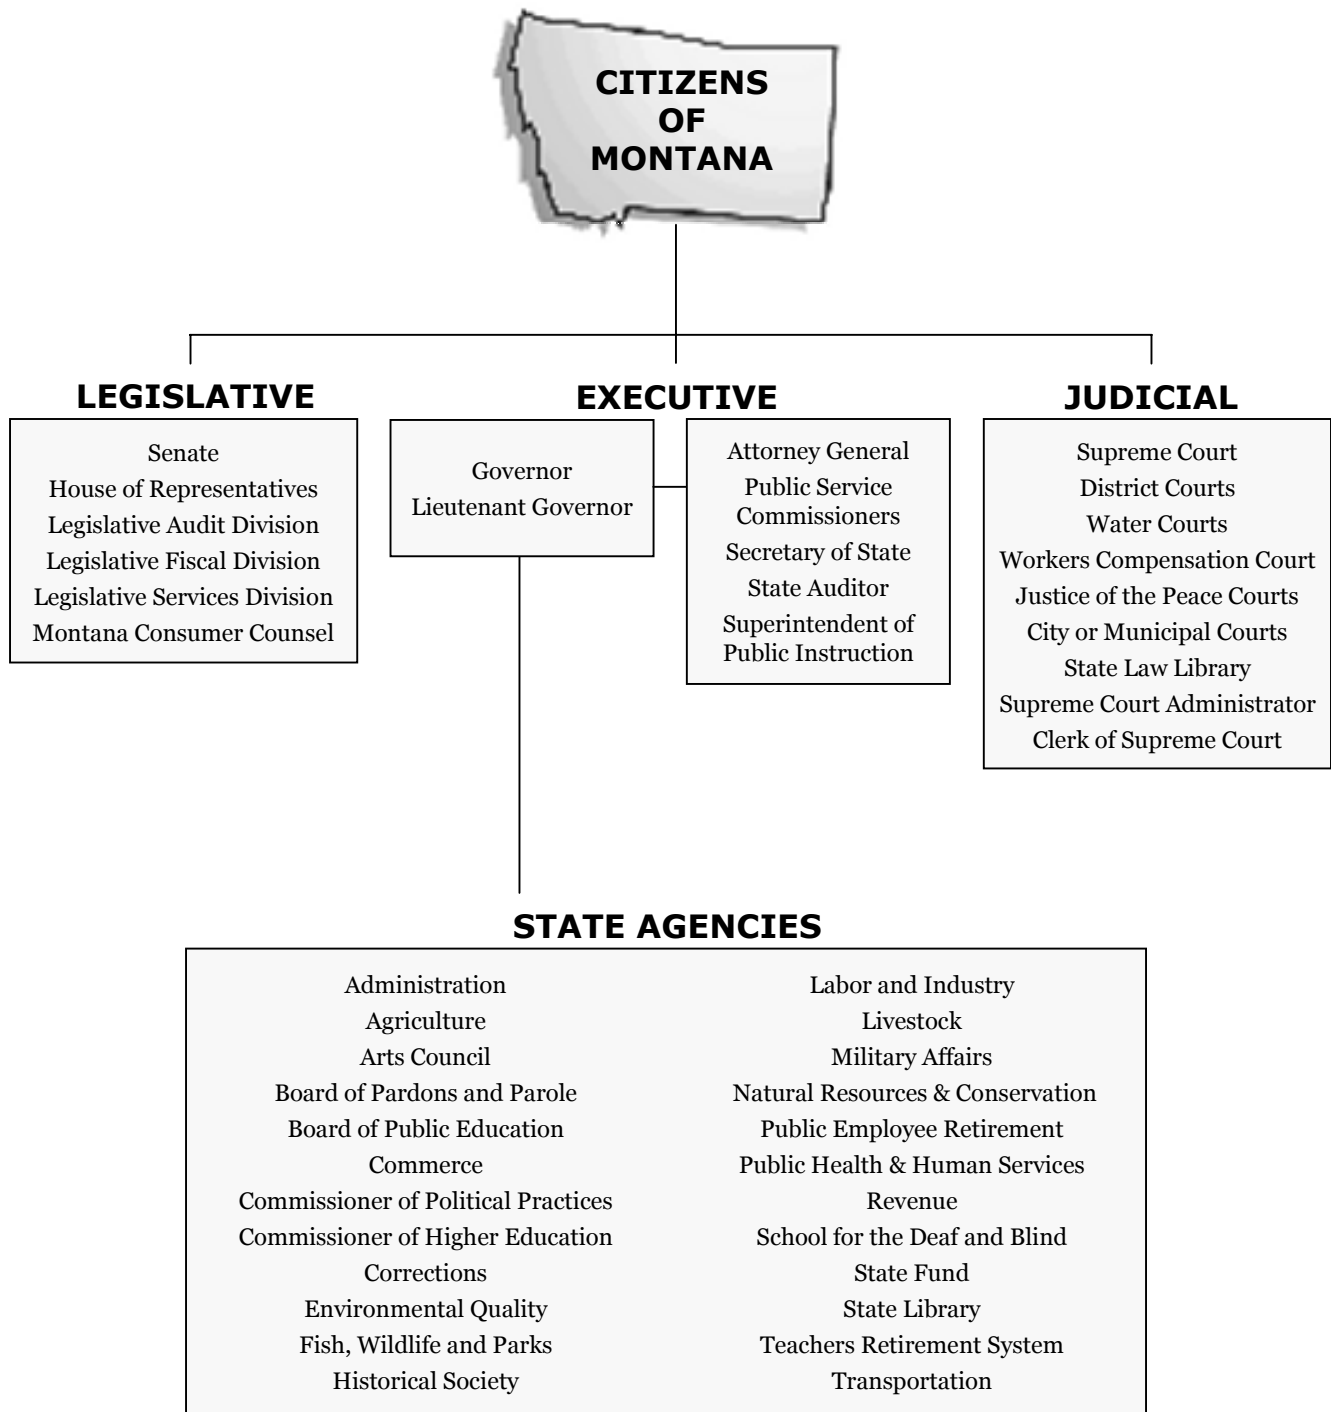 CITIZENS
OF
MONTANA
LEGISLATIVE
Senate
House of Representatives
Legislative Audit Division
Legislative Fiscal Division
Legislative Services Division
Montana Consumer Counsel
EXECUTIVE
Governor
Lieutenant Governor
Attorney General
Public Service
Commissioners
Secretary of State
State Auditor
Superintendent of
Public Instruction
JUDICIAL
Supreme Court
District Courts
Water Courts
Workers Compensation Court
Justice of the Peace Courts
City or Municipal Courts
State Law Library
Supreme Court Administrator
Clerk of Supreme Court
STATE AGENCIES
Administration
Agriculture
Arts Council
Board of Pardons and Parole
Board of Public Education
Commerce
Commissioner of Political Practices
Commissioner of Higher Education
Corrections
Environmental Quality
Fish, Wildlife and Parks
Historical Society
Labor and Industry
Livestock
Military Affairs
Natural Resources & Conservation
Public Employee Retirement
Public Health & Human Services
Revenue
School for the Deaf and Blind
State Fund
State Library
Teachers Retirement System
Transportation